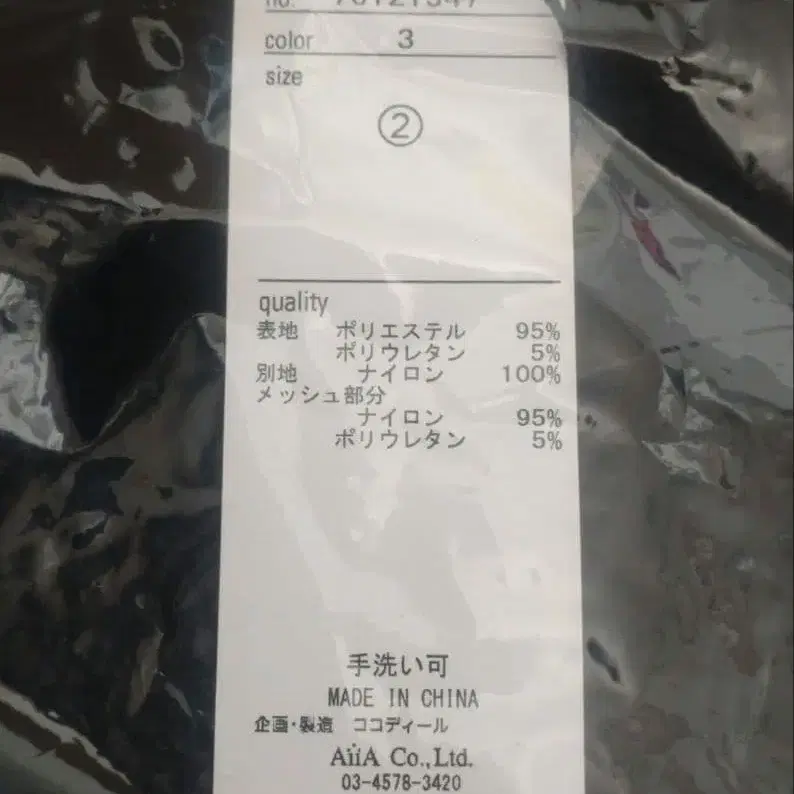 no.
color 3
size
②
quality
表地 ポリエステル 95%
ポリウレタン 5%
別地 ナイロン 100%
メッシュ部分
ナイロン 95%
ポリウレタン 5%
手洗い可
MADE IN CHINA
企画・製造 ココディール
AiiA Co.,Ltd.
03-4578-3420